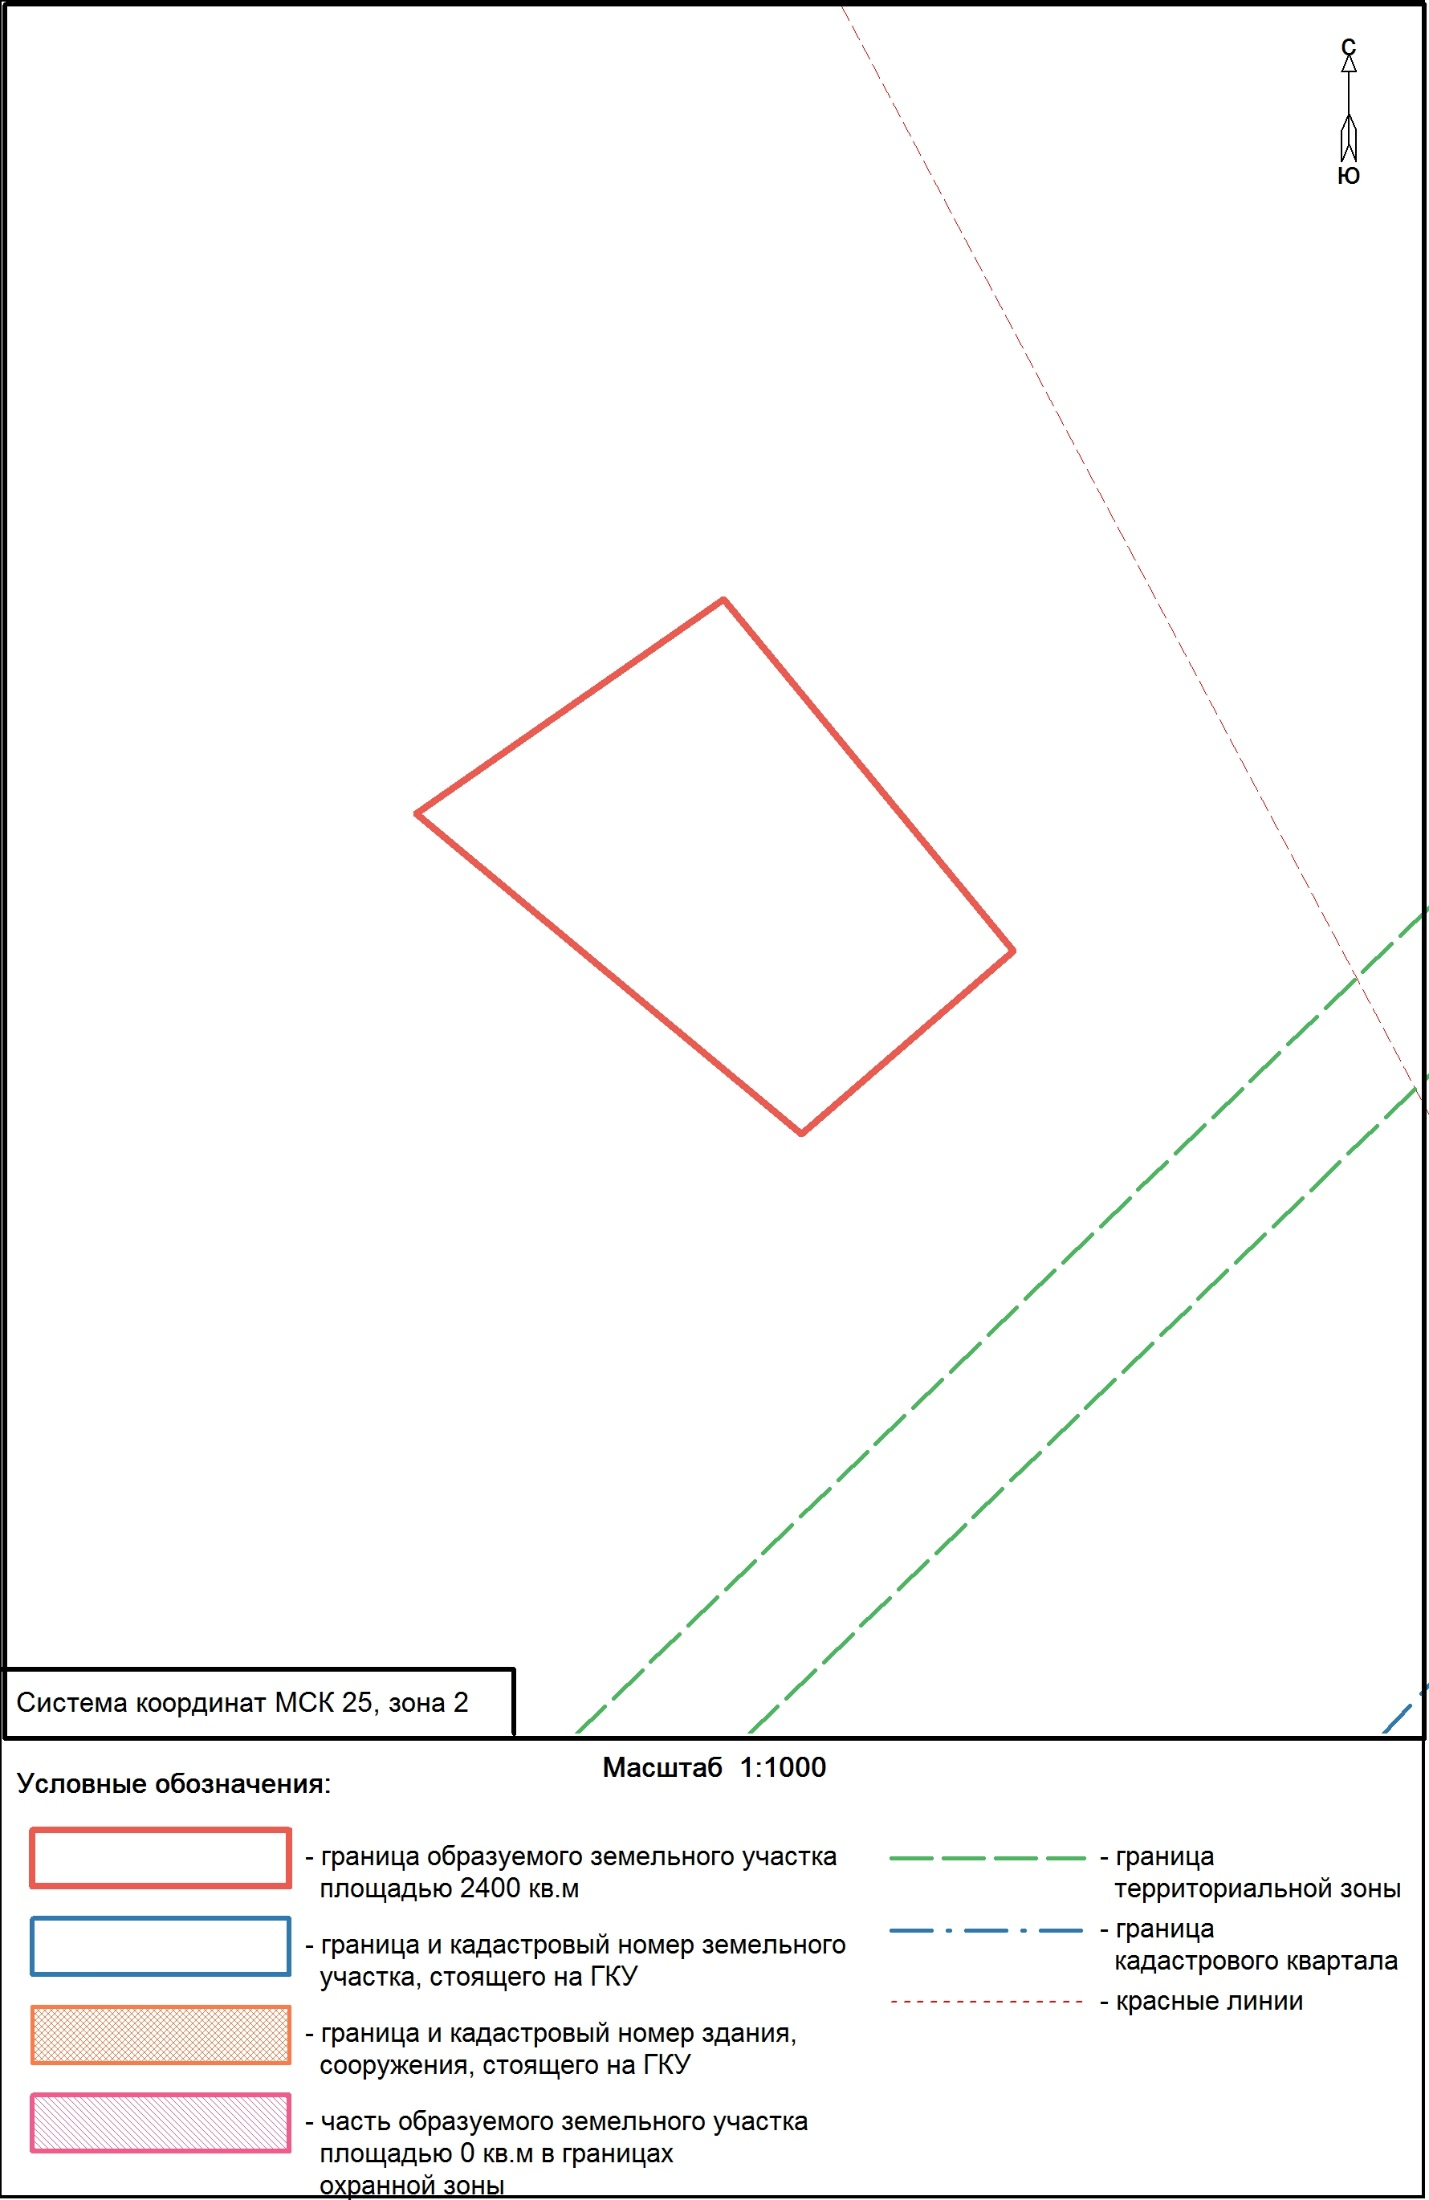 С
Ю
Система координат МСК 25, зона 2
Масштаб 1:1000
Условные обозначения:
- граница образуемого земельного участка
площадью 2400 кв.м
- граница и кадастровый номер земельного
участка, стоящего на ГКУ
- граница и кадастровый номер здания,
сооружения, стоящего на ГКУ
- часть образуемого земельного участка
площадью 0 кв.м в границах
охранной зоны
- граница
территориальной зоны
- граница
кадастрового квартала
- красные линии